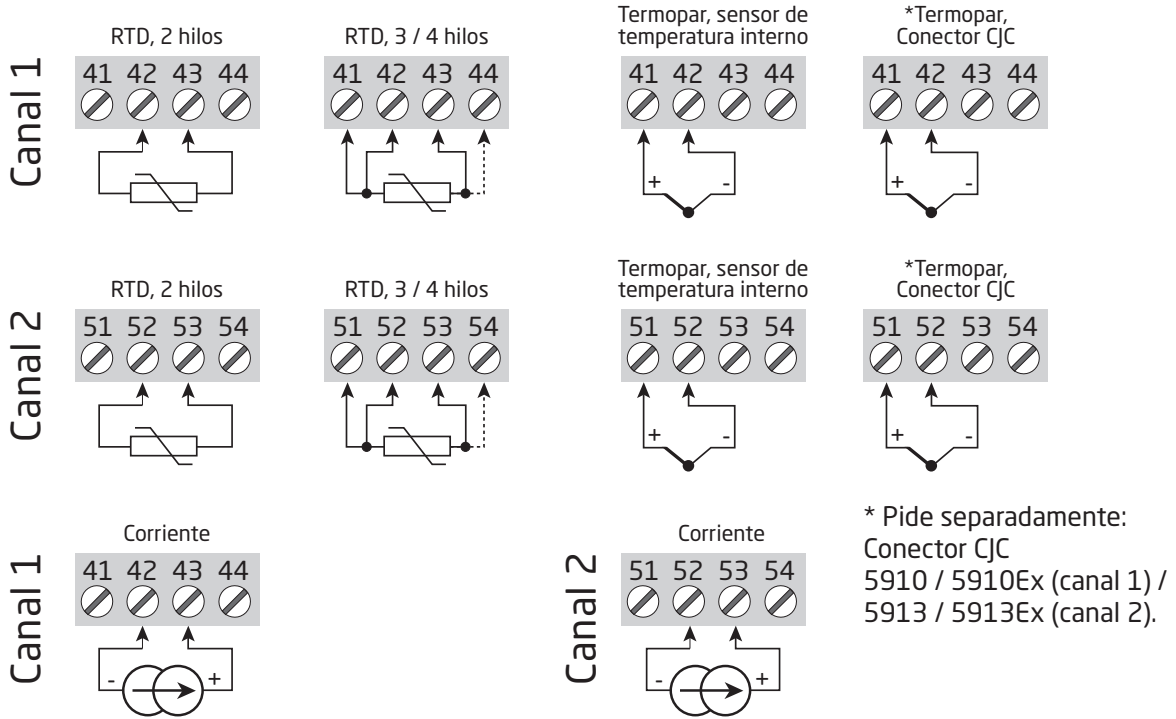 Canal 1
RTD, 2 hilos
41 42 43 44
RTD, 3 / 4 hilos
41 42 43 44
Termopar, sensor de
temperatura interno
41 42 43 44
+ -
*Termopar,
Conector CJC
41 42 43 44
+ -
Canal 2
RTD, 2 hilos
51 52 53 54
RTD, 3 / 4 hilos
51 52 53 54
Termopar, sensor de
temperatura interno
51 52 53 54
+ -
*Termopar,
Conector CJC
51 52 53 54
+ -
Canal 1
Corriente
41 42 43 44
- +
Canal 2
Corriente
51 52 53 54
- +
* Pide separadamente:
Conector CJC
5910 / 5910Ex (canal 1) /
5913 / 5913Ex (canal 2).